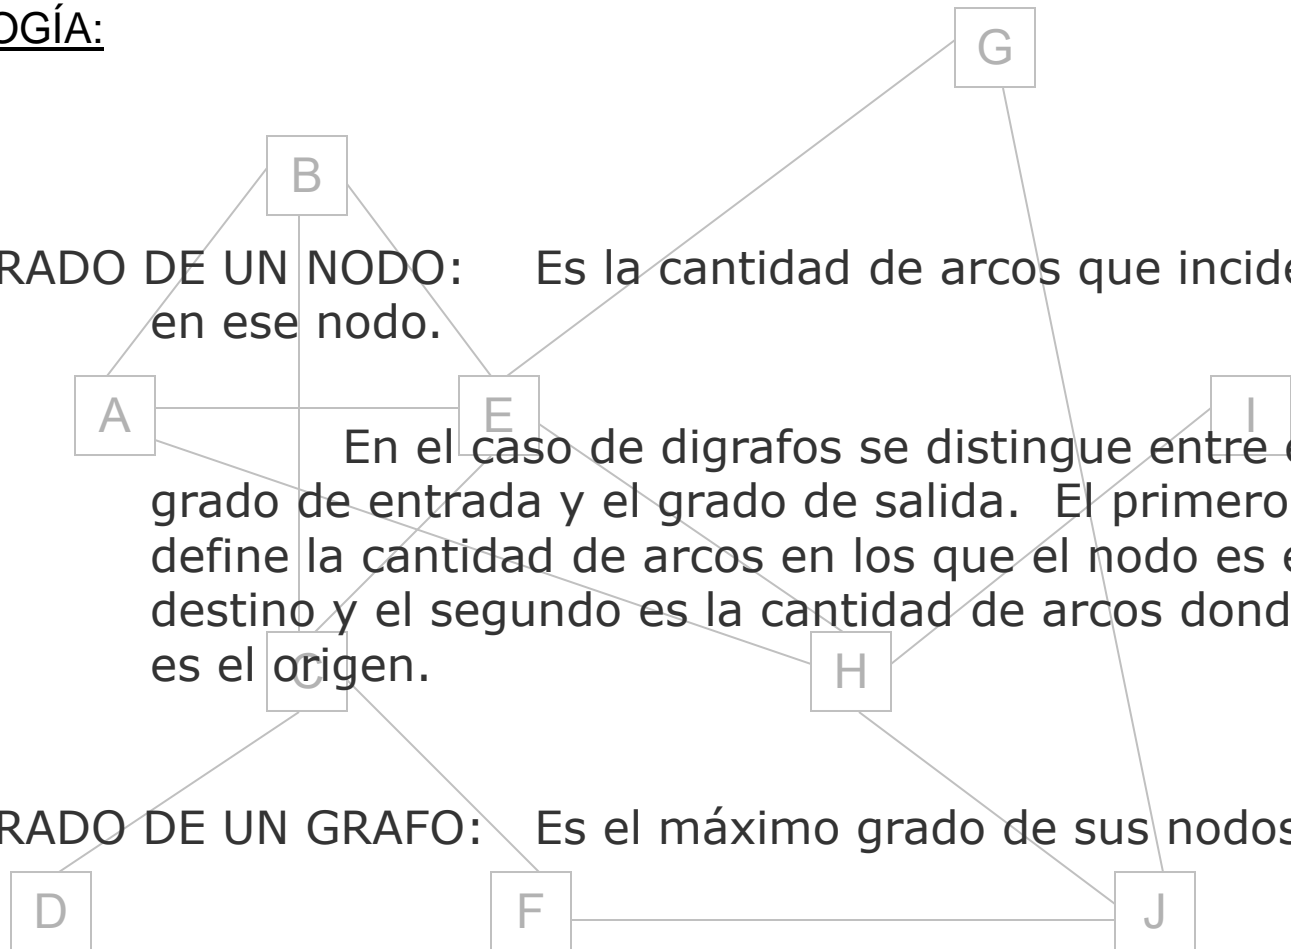 OGÍA:
G
B
RADO DE UN NODO: Es la cantidad de arcos que incide
en ese nodo.
A
E
I
En el caso de digrafos se distingue entre e
grado de entrada y el grado de salida. El primero
define la cantidad de arcos en los que el nodo es e
destino y el segundo es la cantidad de arcos dond
es el origen.
C
H
RADO DE UN GRAFO: Es el máximo grado de sus nodos
D
F
J